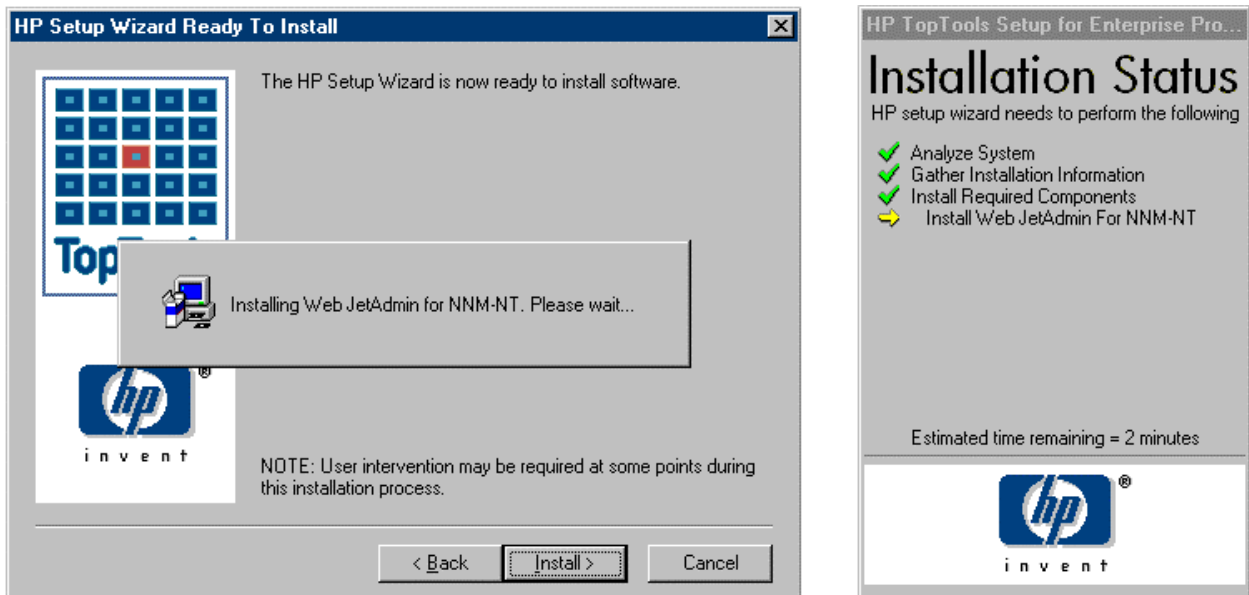 HP Setup Wizard Ready To Install
The HP Setup Wizard is now ready to install software.
Top
Installing Web JetAdmin for NNM-NT. Please wait...
hp
®
invent
NOTE: User intervention may be required at some points during
this installation process.
< Back
Install >
Cancel
HP TopTools Setup for Enterprise Pro...
Installation Status
HP setup wizard needs to perform the following
Analyze System
Gather Installation Information
Install Required Components
Install Web JetAdmin For NNM-NT
Estimated time remaining = 2 minutes
hp
®
invent